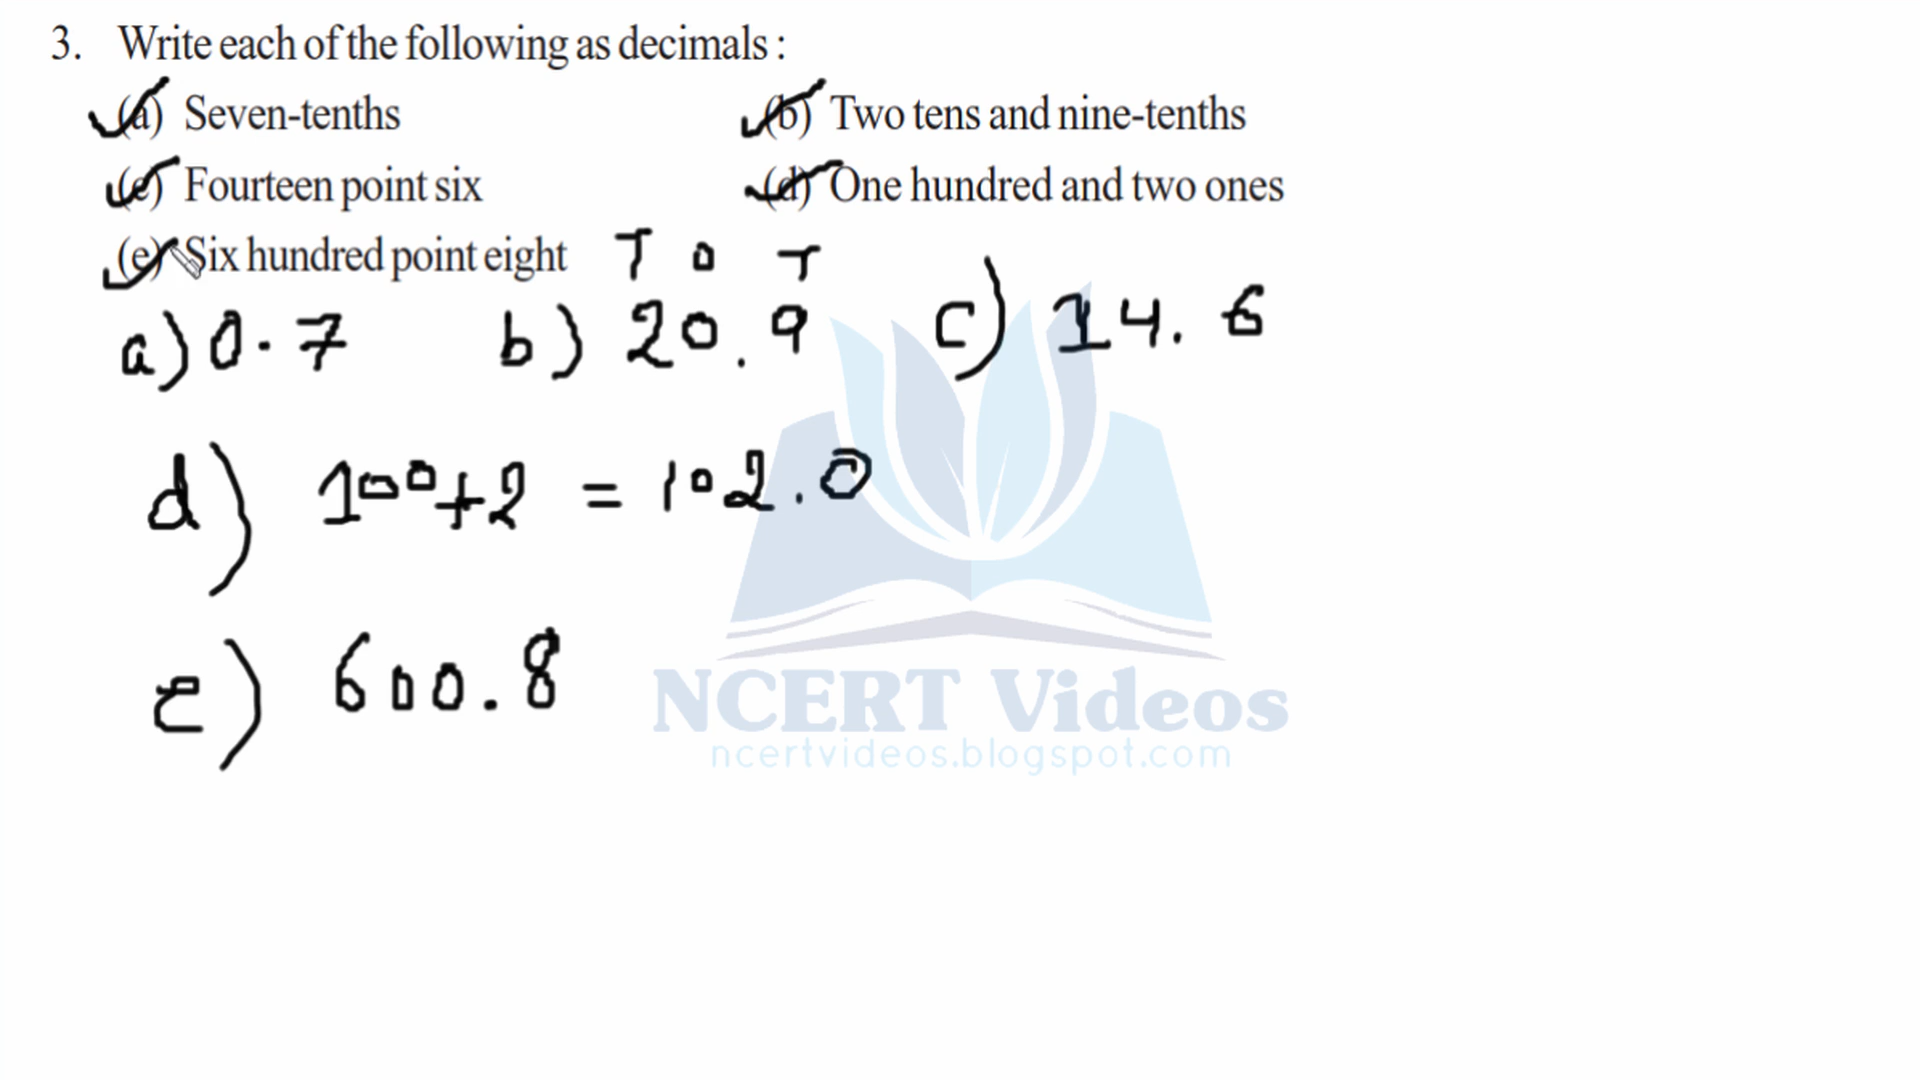 3. Write each of the following as decimals :
(a) Seven-tenths (b) Two tens and nine-tenths
(c) Fourteen point six (d) One hundred and two ones
(e) Six hundred point eight T O T
a) 0.7 b) 20.9 c) 14.6
d) 100+2 = 102.0
e) 600.8
NCERT Videos
ncertvideos.blogspot.com